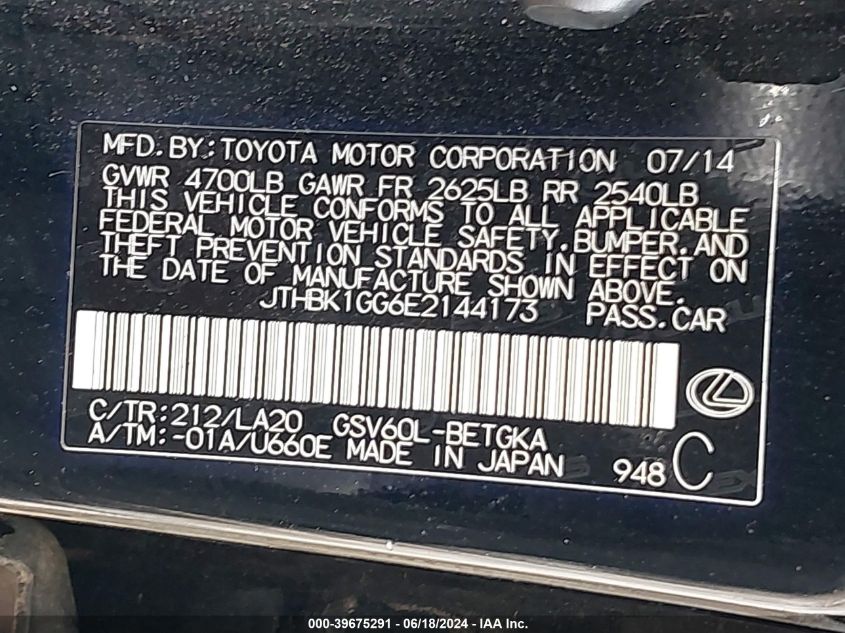 MFD. BY: TOYOTA MOTOR CORPORATION 07/14
GVWR 4700LB GAWR FR 2625LB RR 2540LB
THIS VEHICLE CONFORMS TO ALL APPLICABLE
FEDERAL MOTOR VEHICLE SAFETY, BUMPER, AND
THEFT PREVENTION STANDARDS IN EFFECT ON
THE DATE OF MANUFACTURE SHOWN ABOVE.
JTHBK1GG6E2144173 PASS. CAR
C/TR: 212/LA20 GSV60L-BETGKA
A/TM: -01A/U660E MADE IN JAPAN 948 C
000-39675291 - 06/18/2024 - IAA Inc.